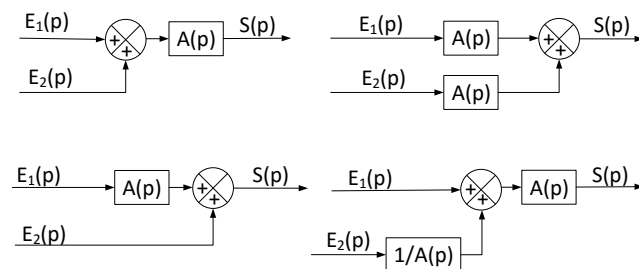 E₁(p) + + A(p) S(p)
E₂(p)
E₁(p) A(p) + + S(p)
E₂(p) A(p)
E₁(p) A(p) + + S(p)
E₂(p)
E₁(p) + + A(p) S(p)
E₂(p) 1/A(p)